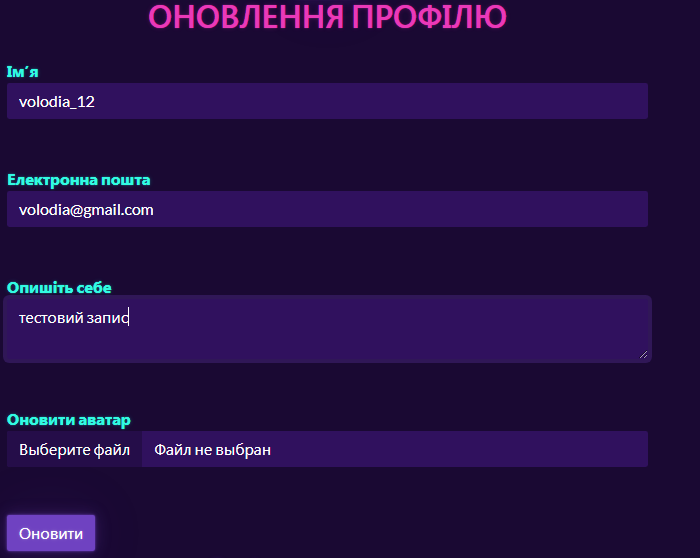 ОНОВЛЕННЯ ПРОФІЛЮ
Ім´я
volodia_12
Електронна пошта
volodia@gmail.com
Опишіть себе
тестовий запис
Оновити аватар
Выберите файл Файл не выбран
Оновити